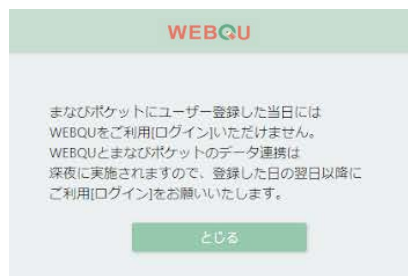 WEBQU
まなびポケットにユーザー登録した当日には
WEBQUをご利用[ログイン]いただけません。
WEBQUとまなびポケットのデータ連携は
深夜に実施されますので、登録した日の翌日以降に
ご利用[ログイン]をお願いいたします。
とじる